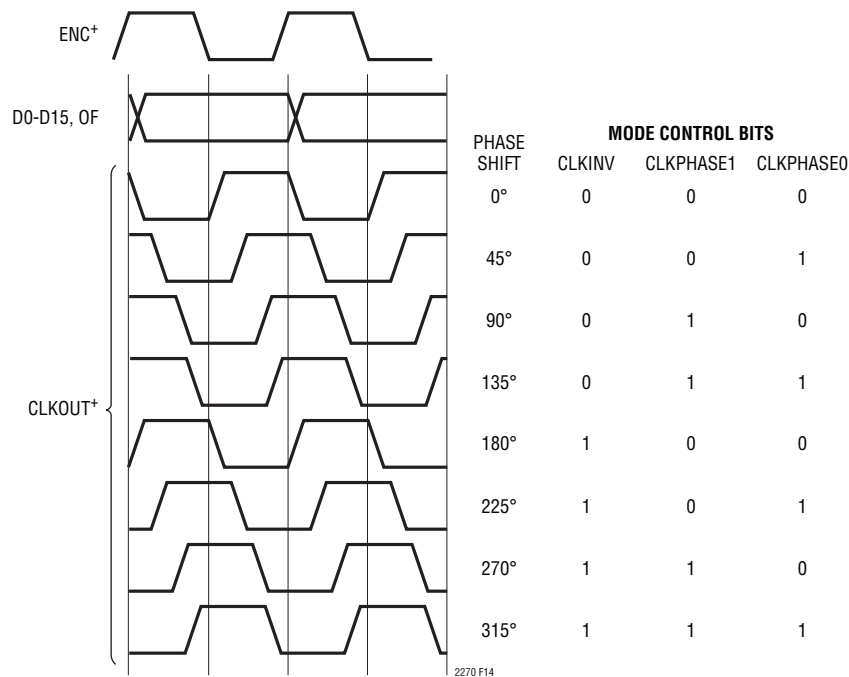 ENC+
D0-D15, OF
CLKOUT+
MODE CONTROL BITS
PHASE SHIFT CLKINV CLKPHASE1 CLKPHASE0
0° 0 0 0
45° 0 0 1
90° 0 1 0
135° 0 1 1
180° 1 0 0
225° 1 0 1
270° 1 1 0
315° 1 1 1
2270 F14